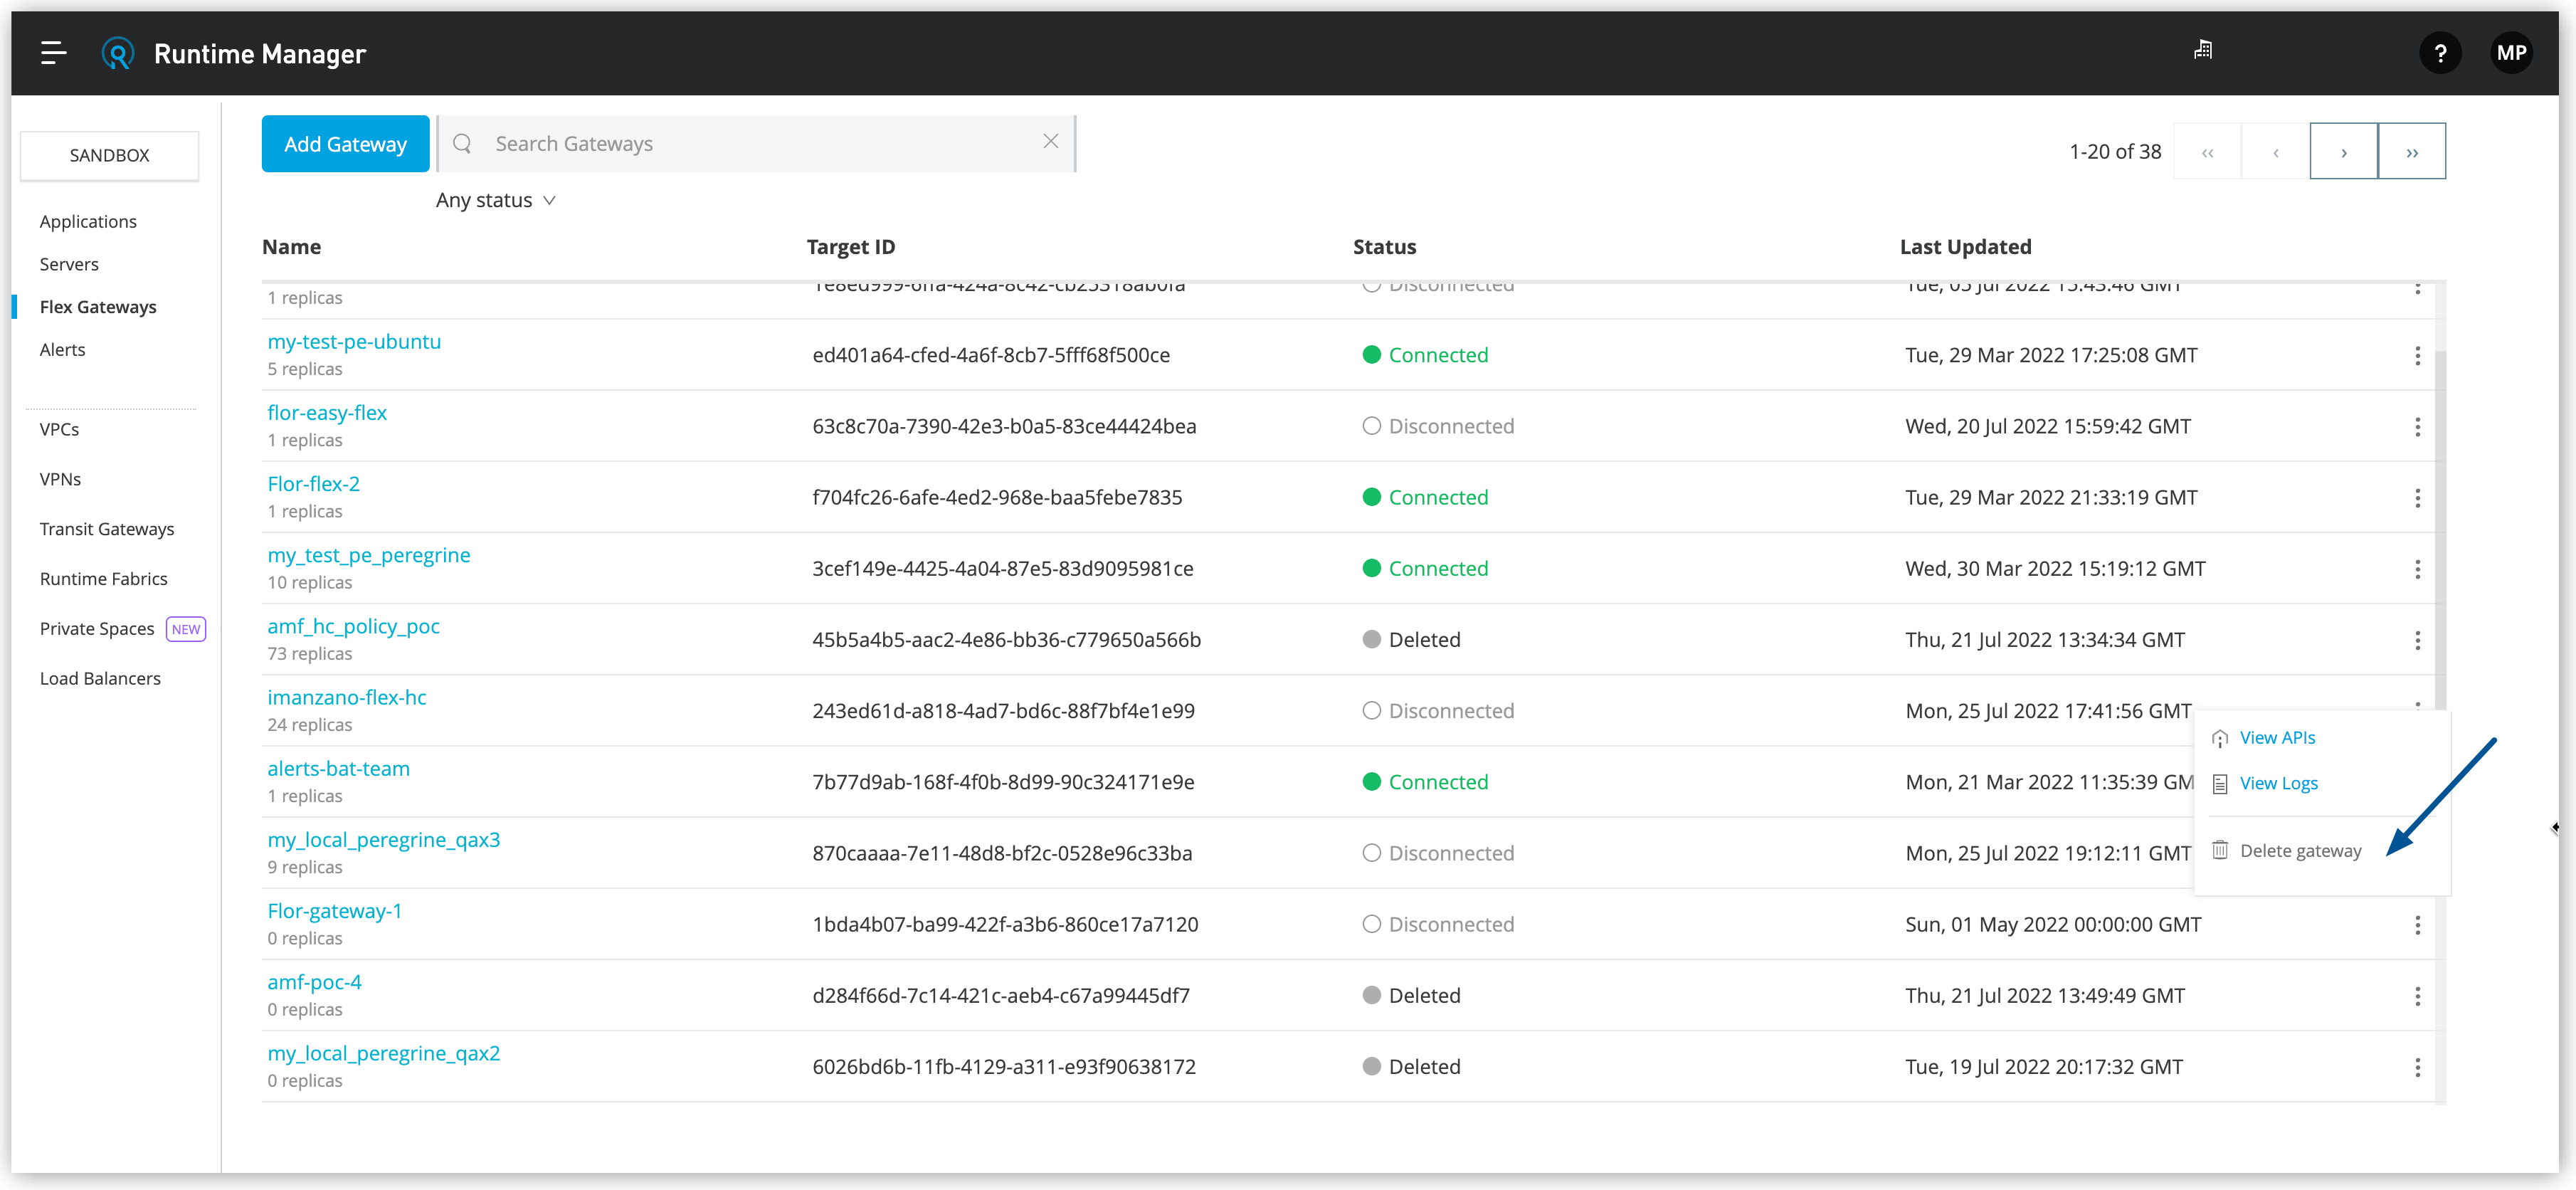 Runtime Manager
?
MP
SANDBOX
Applications
Servers
Flex Gateways
Alerts
VPCs
VPNs
Transit Gateways
Runtime Fabrics
Private Spaces NEW
Load Balancers
Add Gateway
Search Gateways
Any status
1-20 of 38
Name Target ID Status Last Updated
1 replicas Disconnected
my-test-pe-ubuntu
5 replicas
ed401a64-cfed-4a6f-8cb7-5fff68f500ce Connected Tue, 29 Mar 2022 17:25:08 GMT
flor-easy-flex
1 replicas
63c8c70a-7390-42e3-b0a5-83ce44424bea Disconnected Wed, 20 Jul 2022 15:59:42 GMT
Flor-flex-2
1 replicas
f704fc26-6afe-4ed2-968e-baa5febe7835 Connected Tue, 29 Mar 2022 21:33:19 GMT
my_test_pe_peregrine
10 replicas
3cef149e-4425-4a04-87e5-83d9095981ce Connected Wed, 30 Mar 2022 15:19:12 GMT
amf_hc_policy_poc
73 replicas
45b5a4b5-aac2-4e86-bb36-c779650a566b Deleted Thu, 21 Jul 2022 13:34:34 GMT
imanzano-flex-hc
24 replicas
243ed61d-a818-4ad7-bd6c-88f7bf4e1e99 Disconnected Mon, 25 Jul 2022 17:41:56 GMT
alerts-bat-team
1 replicas
7b77d9ab-168f-4f0b-8d99-90c324171e9e Connected Mon, 21 Mar 2022 11:35:39 GM
my_local_peregrine_qax3
9 replicas
870caaaa-7e11-48d8-bf2c-0528e96c33ba Disconnected Mon, 25 Jul 2022 19:12:11 GMT
Flor-gateway-1
0 replicas
1bda4b07-ba99-422f-a3b6-860ce17a7120 Disconnected Sun, 01 May 2022 00:00:00 GMT
amf-poc-4
0 replicas
d284f66d-7c14-421c-aeb4-c67a99445df7 Deleted Thu, 21 Jul 2022 13:49:49 GMT
my_local_peregrine_qax2
0 replicas
6026bd6b-11fb-4129-a311-e93f90638172 Deleted Tue, 19 Jul 2022 20:17:32 GMT
View APIs
View Logs
Delete gateway